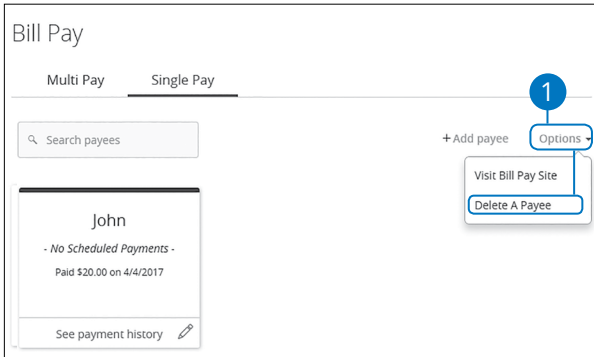 Bill Pay
Multi Pay Single Pay
1
Search payees +Add payee Options
Visit Bill Pay Site
Delete A Payee
John
- No Scheduled Payments -
Paid $20.00 on 4/4/2017
See payment history